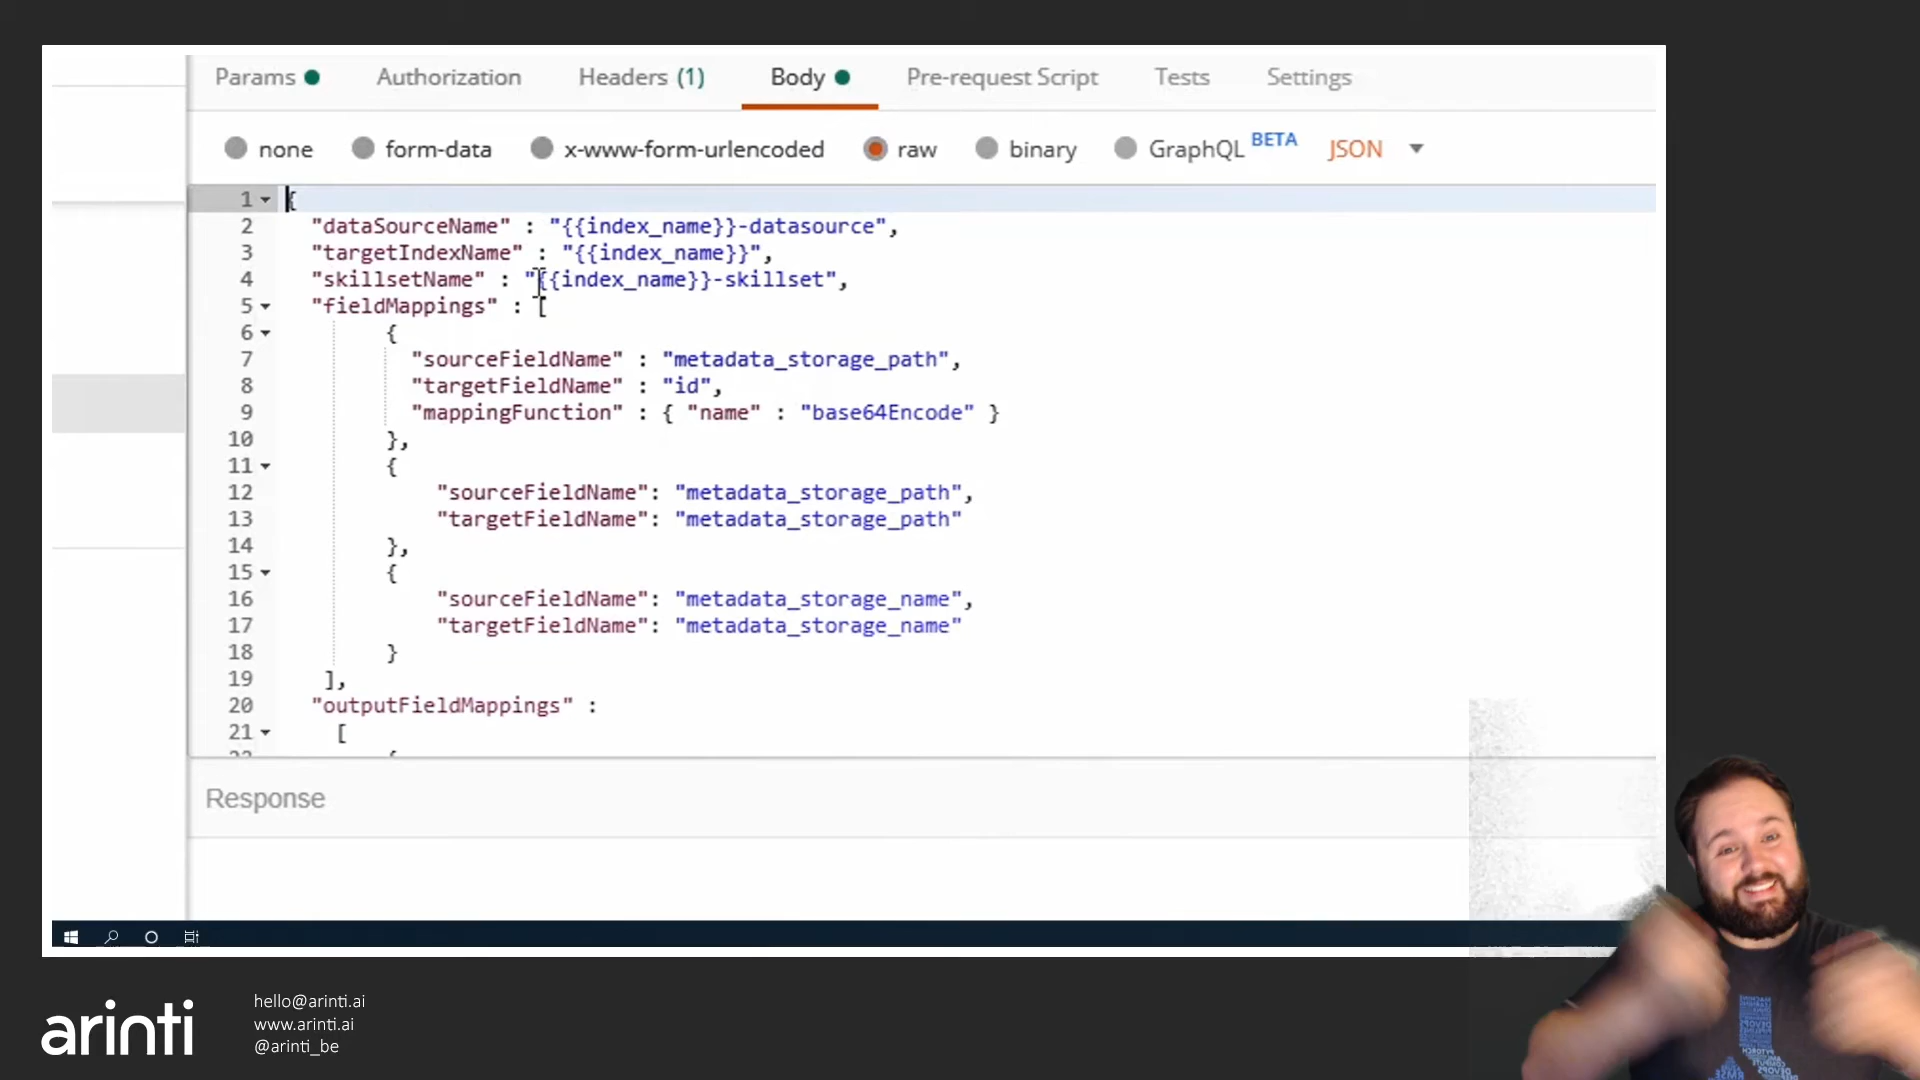 Params Authorization Headers (1) Body Pre-request Script Tests Settings
none form-data x-www-form-urlencoded raw binary GraphQL BETA JSON
1 {
2 "dataSourceName" : "{{index_name}}-datasource",
3 "targetIndexName" : "{{index_name}}",
4 "skillsetName" : "{{index_name}}-skillset",
5 "fieldMappings" : [
6 {
7 "sourceFieldName" : "metadata_storage_path",
8 "targetFieldName" : "id",
9 "mappingFunction" : { "name" : "base64Encode" }
10 },
11 {
12 "sourceFieldName": "metadata_storage_path",
13 "targetFieldName": "metadata_storage_path"
14 },
15 {
16 "sourceFieldName": "metadata_storage_name",
17 "targetFieldName": "metadata_storage_name"
18 }
19 ],
20 "outputFieldMappings" :
21 [
Response
arinti
hello@arinti.ai
www.arinti.ai
@arinti_be